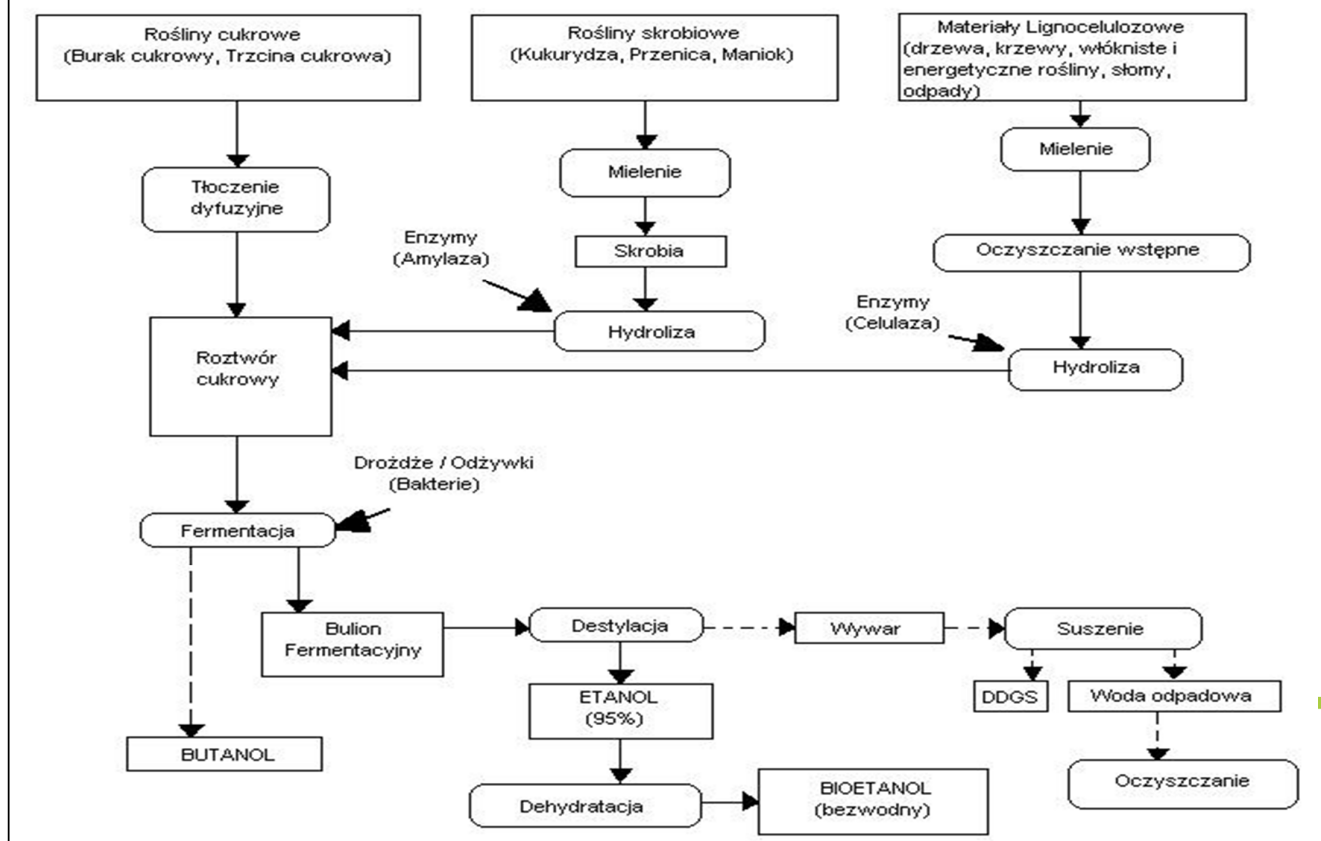 Rośliny cukrowe
(Burak cukrowy, Trzcina cukrowa)
Rośliny skrobiowe
(Kukurydza, Przenica, Maniok)
Materiały Lignocelulozowe
(drzewa, krzewy, włókniste i
energetyczne rośliny, słomy,
odpady)
Tłoczenie
dyfuzyjne
Mielenie
Mielenie
Skrobia
Oczyszczanie wstępne
Enzymy
(Amylaza)
Hydroliza
Enzymy
(Celulaza)
Hydroliza
Roztwór
cukrowy
Drożdże / Odżywki
(Bakterie)
Fermentacja
Bulion
Fermentacyjny
Destylacja
Wywar
Suszenie
ETANOL
(95%)
DDGS
Woda odpadowa
BUTANOL
Dehydratacja
BIOETANOL
(bezwodny)
Oczyszczanie